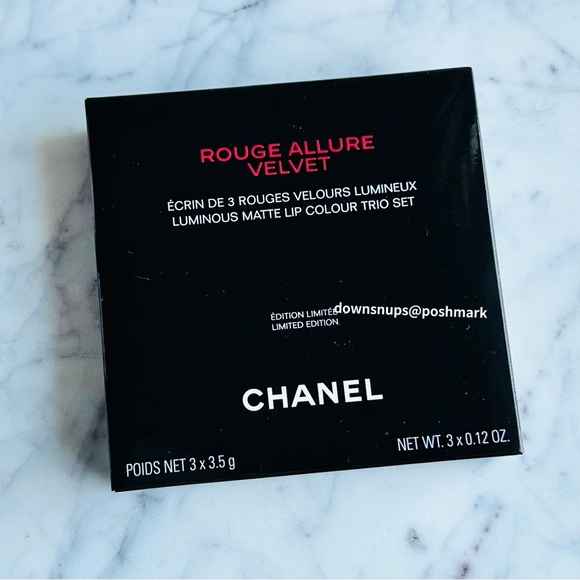 ROUGE ALLURE
VELVET
ÉCRIN DE 3 ROUGES VELOURS LUMINEUX
LUMINOUS MATTE LIP COLOUR TRIO SET
ÉDITION LIMITÉE
downsnups@poshmark
LIMITED EDITION
CHANEL
POIDS NET 3 x 3.5 g
NET WT. 3 x 0.12 OZ.